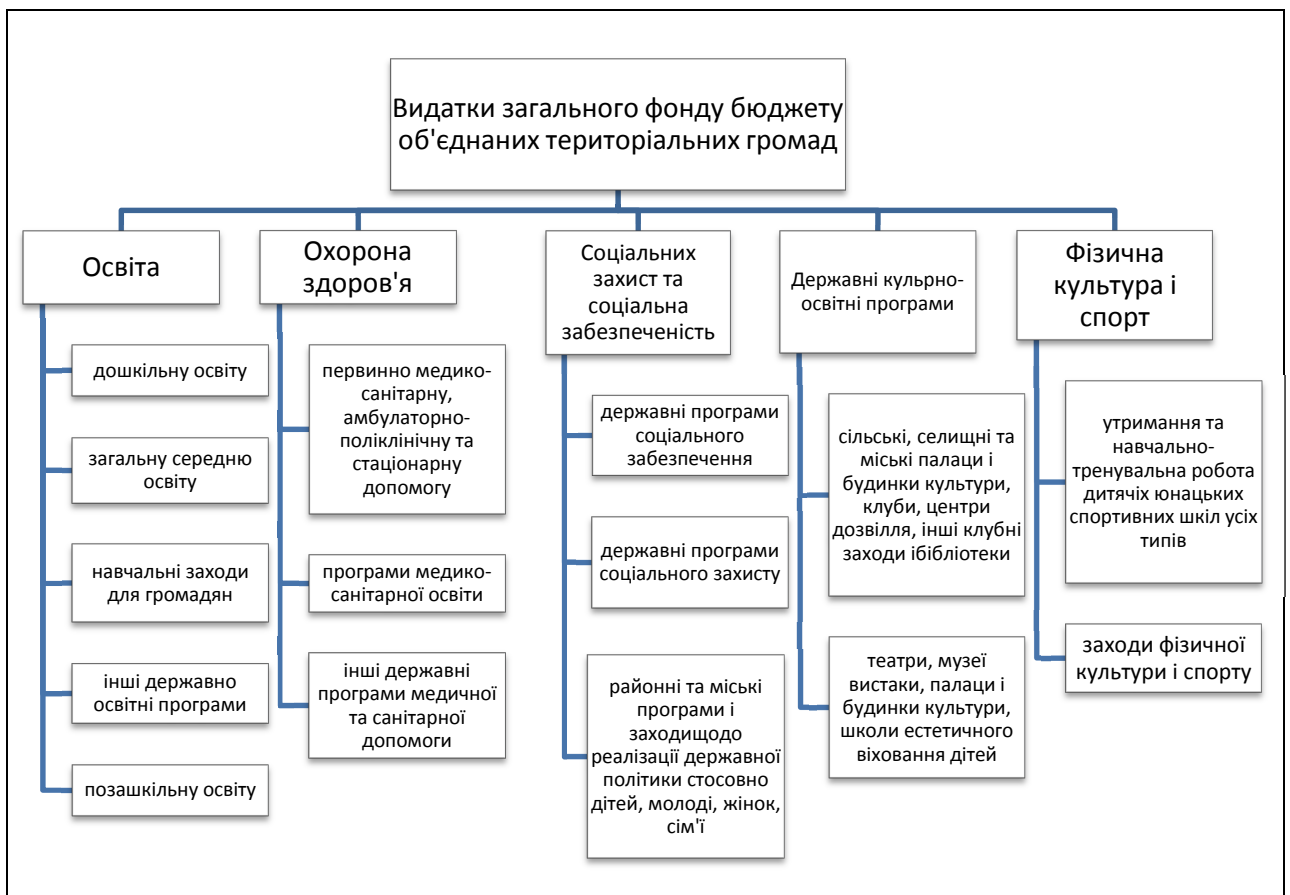 Видатки загального фонду бюджету
об'єднаних територіальних громад
Освіта
дошкільну освіту
загальну середню
освіту
навчальні заходи
для громадян
інші державно
освітні програми
позашкільну освіту
Охорона
здоров'я
первинно медико-
санітарну,
амбулаторно-
поліклінічну та
стаціонарну
допомогу
програми медико-
санітарної освіти
інші державні
програми медичної
та санітарної
допомоги
Соціальних
захист та
соціальна
забезпеченість
державні програми
соціального
забезпечення
державні програми
соціального захисту
районні та міські
програми і
заходищодо
реалізації державної
політики стосовно
дітей, молоді, жінок,
сім'ї
Державні кульрно-
освітні програми
сільські, селищні та
міські палаци і
будинки культури,
клуби, центри
дозвілля, інші клубні
заходи ібібліотеки
театри, музеї
вистаки, палаци і
будинки культури,
школи естетичного
віховання дітей
Фізична
культура і
спорт
утримання та
навчально-
тренувальна робота
дитячіх юнацьких
спортивних шкіл усіх
типів
заходи фізичної
культури і спорту